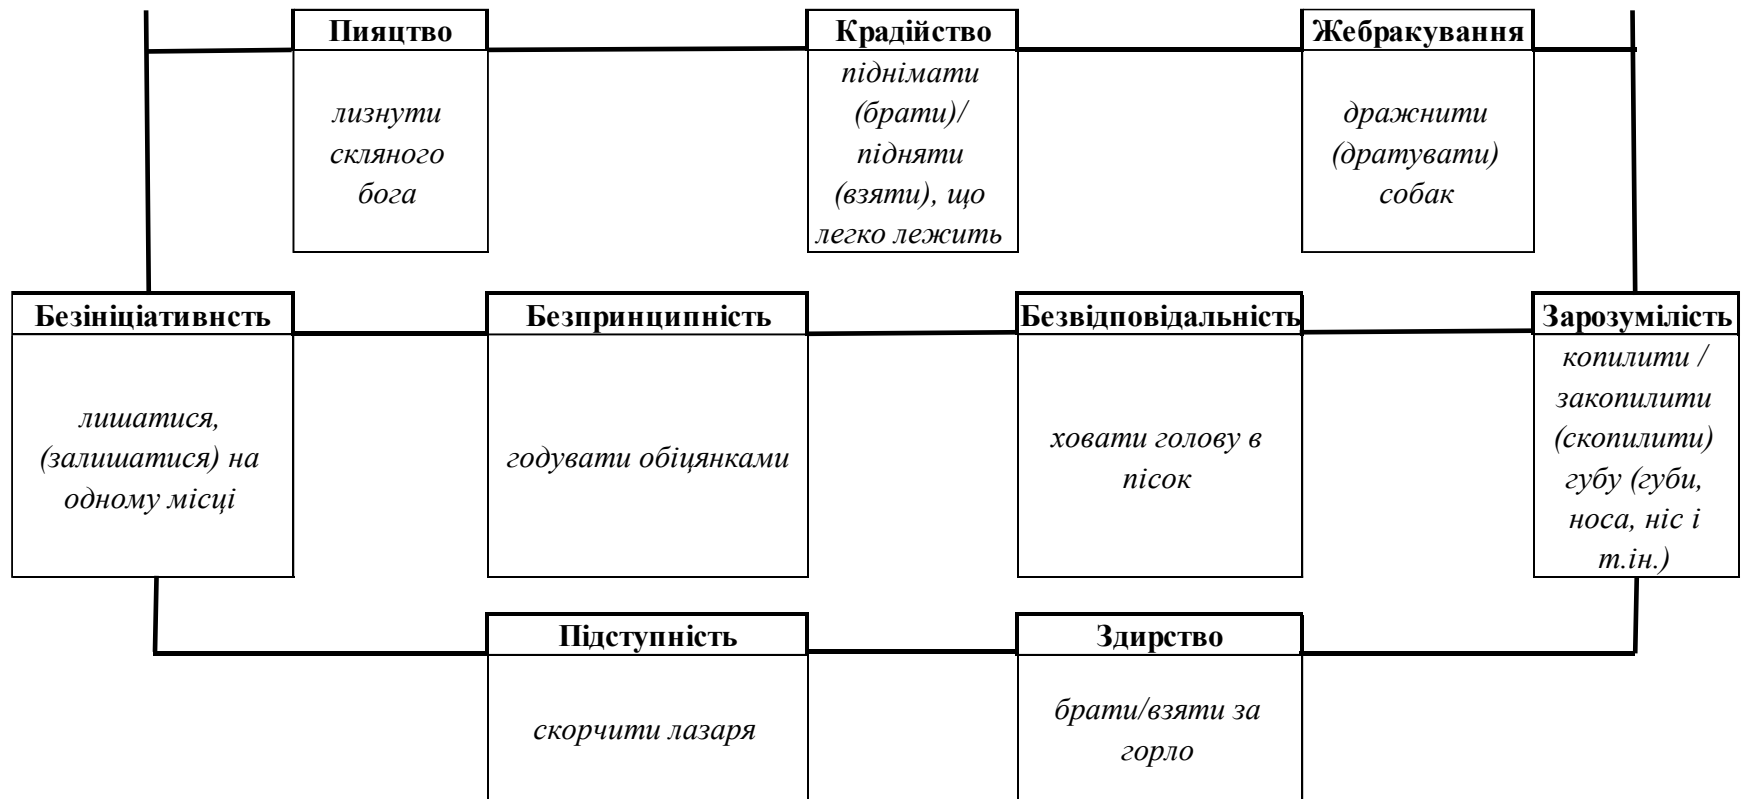 Пияцтво
лизнути
скляного
бога
Крадійство
піднімати
(брати)/
підняти
(взяти), що
легко лежить
Жебракування
дражнити
(дратувати)
собак
Безініціативнсть
лишатися,
(залишатися) на
одному місці
Безпринципність
годувати обіцянками
Безвідповідальність
ховати голову в
пісок
Зарозумілість
копилити /
закопилити
(скопилити)
губу (губи,
носа, ніс і
т.ін.)
Підступність
скорчити лазаря
Здирство
брати/взяти за
горло